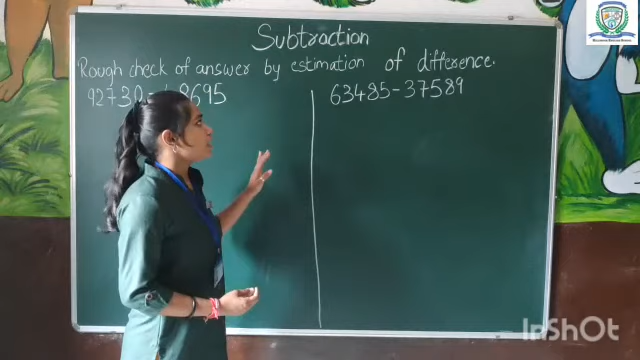 Subtraction
Rough check of answer by estimation of difference.
92730 - 8695
63485-37589
InShOt